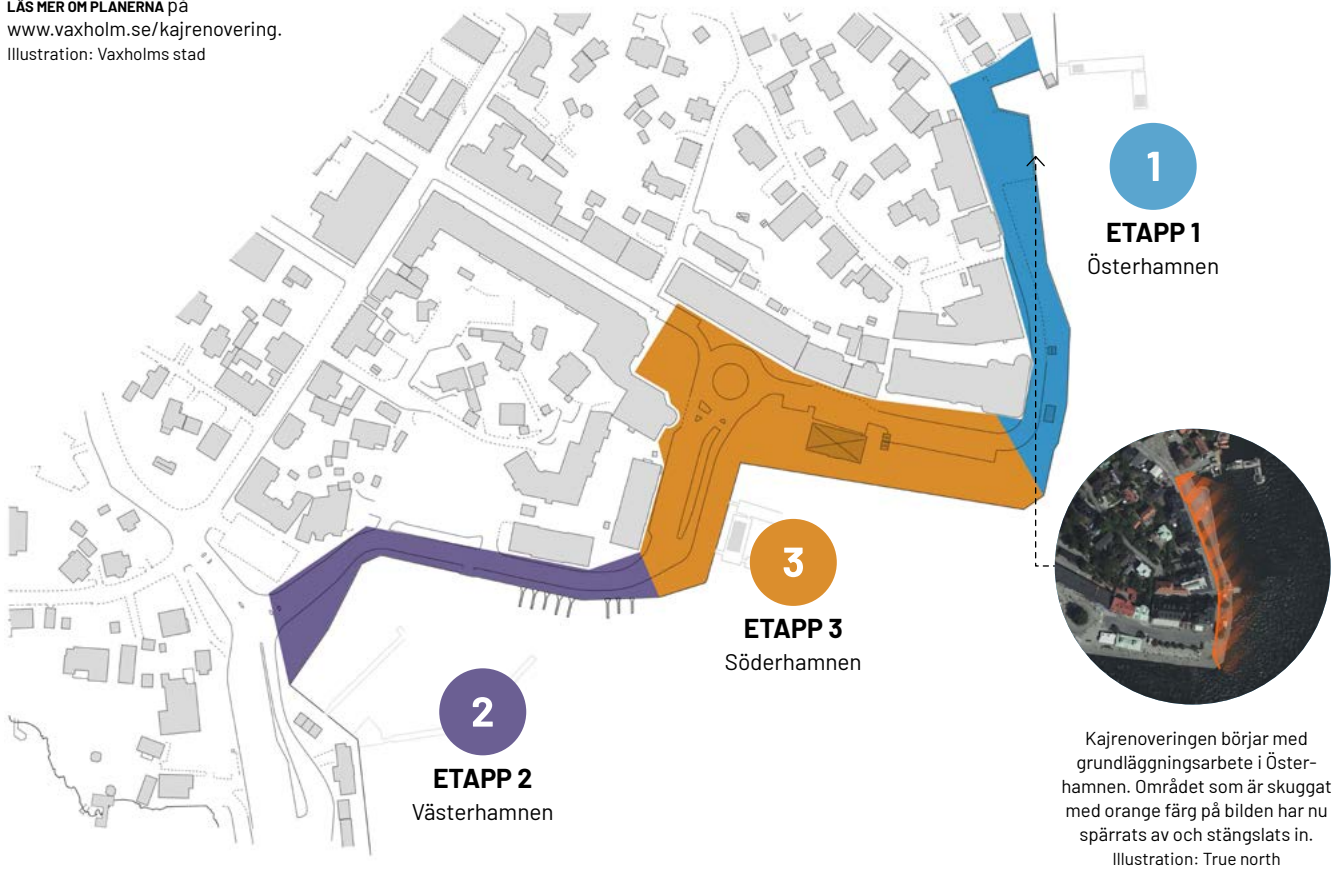 LÄS MER OM PLANERNA på
www.vaxholm.se/kajrenovering.
Illustration: Vaxholms stad
1
ETAPP 1
Österhamnen
3
ETAPP 3
Söderhamnen
2
ETAPP 2
Västerhamnen
Kajrenoveringen börjar med
grundläggningsarbete i Öster-
hamnen. Området som är skuggat
med orange färg på bilden har nu
spärrats av och stängslats in.
Illustration: True north